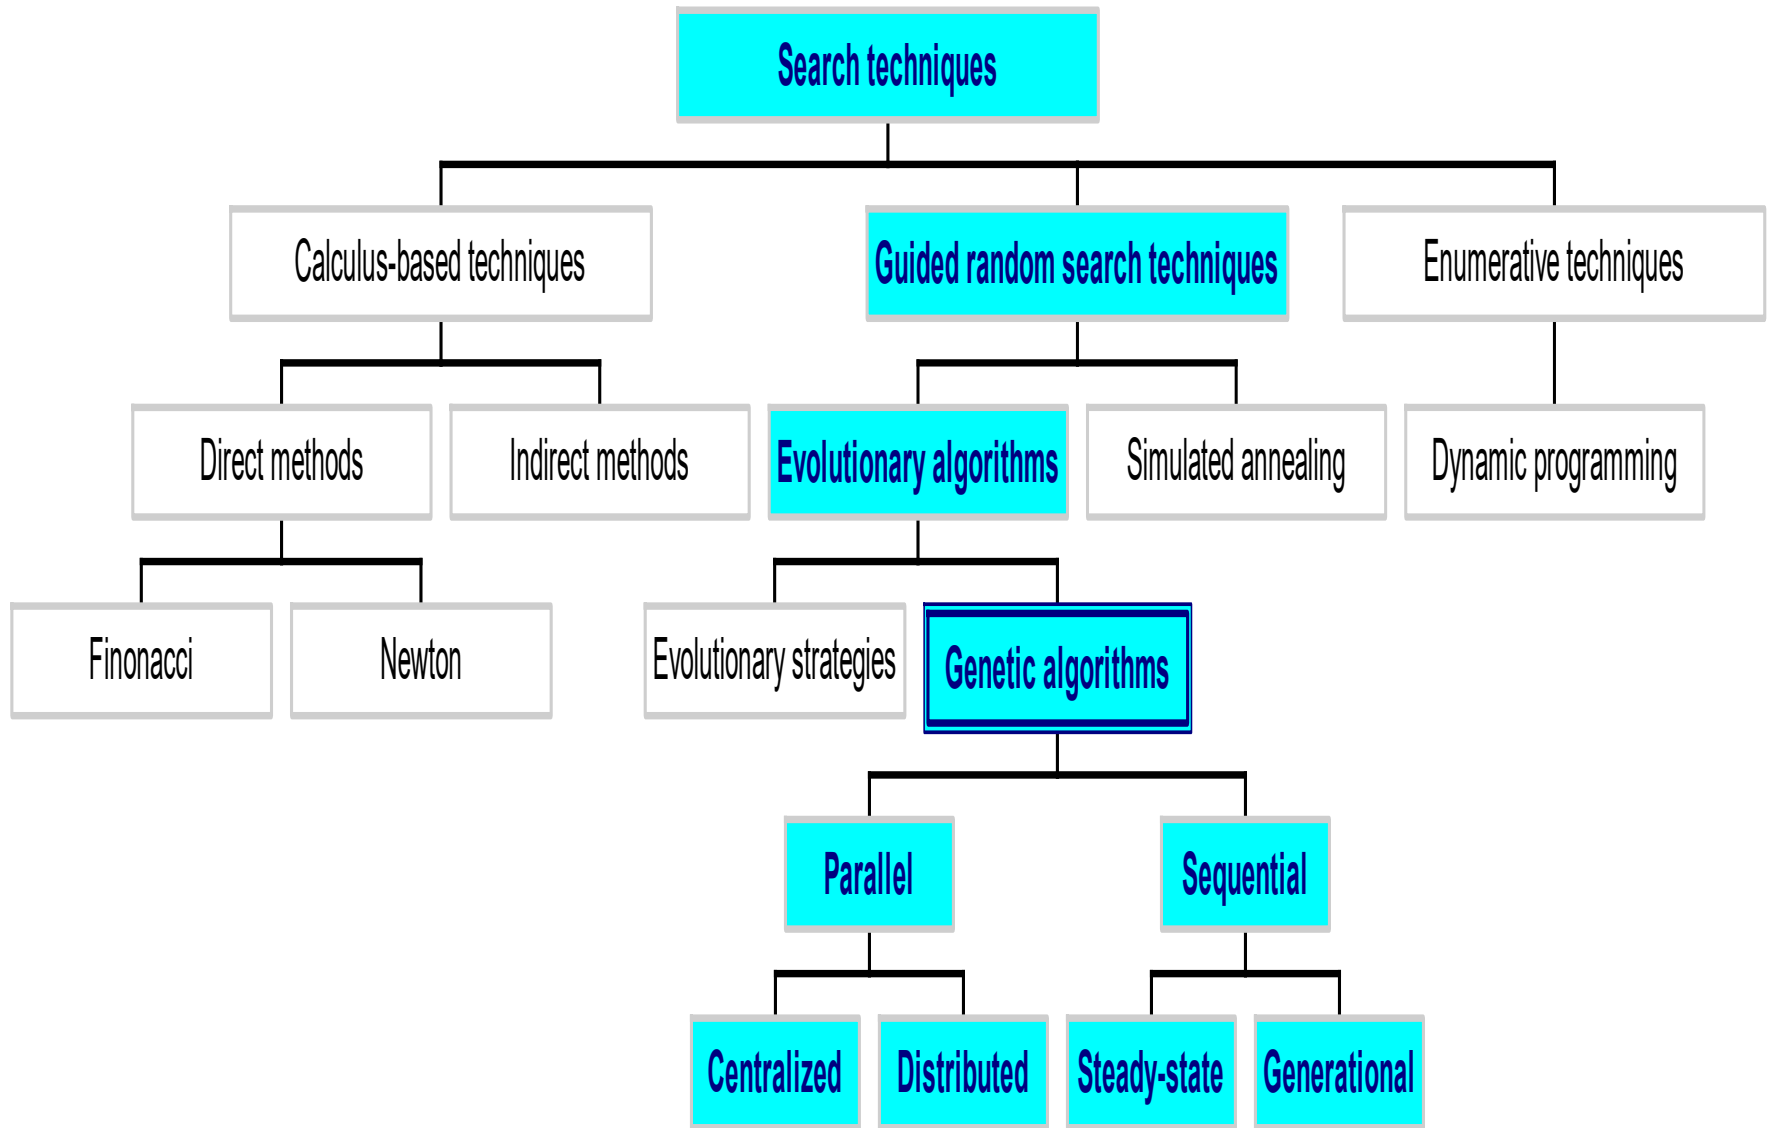 Search techniques
Calculus-based techniques
Guided random search techniques
Enumerative techniques
Direct methods
Indirect methods
Evolutionary algorithms
Simulated annealing
Dynamic programming
Finonacci
Newton
Evolutionary strategies
Genetic algorithms
Parallel
Sequential
Centralized
Distributed
Steady-state
Generational